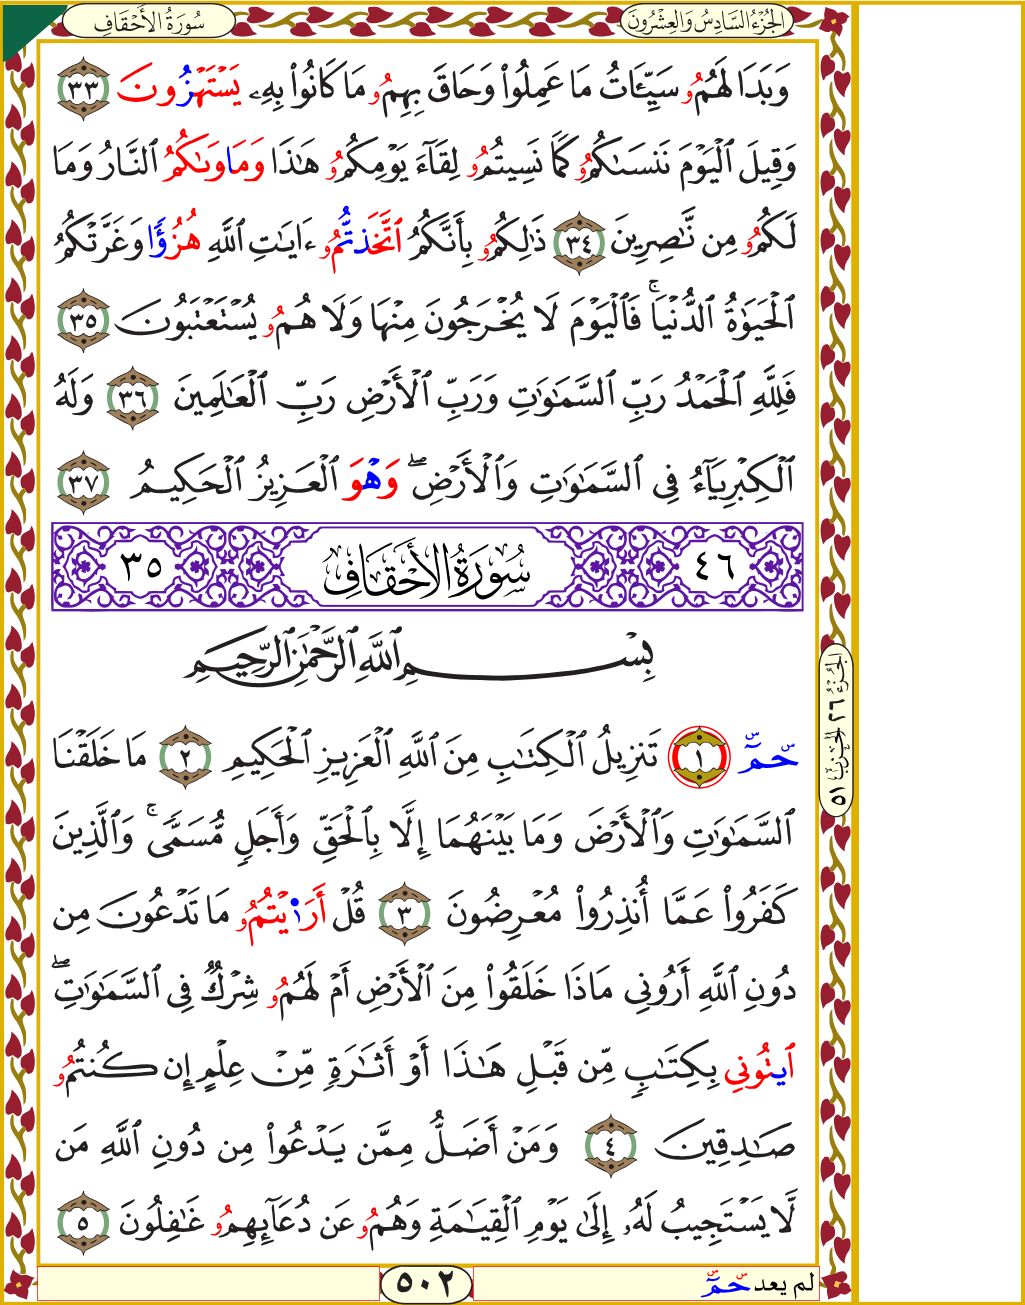 سُورَةُ الأَحْقَافِ
الجُزْءُ السَّادِسُ وَالعِشْرُونَ
وَبَدَا لَهُمُۥ سَيِّـَٔاتُ مَا عَمِلُوا۟ وَحَاقَ بِهِمُۥ مَا كَانُوا۟ بِهِۦ يَسْتَهْزُونَ ٣٣
وَقِيلَ ٱلْيَوْمَ نَنسَىٰكُمُۥ كَمَا نَسِيتُمُۥ لِقَآءَ يَوْمِكُمُۥ هَـٰذَا وَمَاوَىٰكُمُ ٱلنَّارُ وَمَا
لَكُمُۥ مِن نَّـٰصِرِينَ ٣٤ ذَٰلِكُمُۥ بِأَنَّكُمُ ٱتَّخَذتُّمُۥ ءَايَـٰتِ ٱللَّهِ هُزُؤًا وَغَرَّتْكُمُ
ٱلْحَيَوٰةُ ٱلدُّنْيَا ۚ فَٱلْيَوْمَ لَا يُخْرَجُونَ مِنْهَا وَلَا هُمُۥ يُسْتَعْتَبُونَ ٣٥
فَلِلَّهِ ٱلْحَمْدُ رَبِّ ٱلسَّمَـٰوَٰتِ وَرَبِّ ٱلْأَرْضِ رَبِّ ٱلْعَـٰلَمِينَ ٣٦ وَلَهُ
ٱلْكِبْرِيَآءُ فِى ٱلسَّمَـٰوَٰتِ وَٱلْأَرْضِ ۖ وَهْوَ ٱلْعَزِيزُ ٱلْحَكِيمُ ٣٧
٤٦ سُورَةُ الأَحْقَافِ ٣٥
بِسْمِ ٱللَّهِ ٱلرَّحْمَـٰنِ ٱلرَّحِيمِ
حٓمٓ ١ تَنزِيلُ ٱلْكِتَـٰبِ مِنَ ٱللَّهِ ٱلْعَزِيزِ ٱلْحَكِيمِ ٢ مَا خَلَقْنَا
ٱلسَّمَـٰوَٰتِ وَٱلْأَرْضَ وَمَا بَيْنَهُمَا إِلَّا بِٱلْحَقِّ وَأَجَلٍ مُّسَمًّى ۚ وَٱلَّذِينَ
كَفَرُوا۟ عَمَّا أُنذِرُوا۟ مُعْرِضُونَ ٣ قُلْ أَرَا۬يْتُمُۥ مَا تَدْعُونَ مِن
دُونِ ٱللَّهِ أَرُونِى مَاذَا خَلَقُوا۟ مِنَ ٱلْأَرْضِ أَمْ لَهُمُۥ شِرْكٌ فِى ٱلسَّمَـٰوَٰتِ ۖ
ٱيتُونِي بِكِتَـٰبٍ مِّن قَبْلِ هَـٰذَا أَوْ أَثَـٰرَةٍ مِّنْ عِلْمٍ إِن كُنتُمُۥ
صَـٰدِقِينَ ٤ وَمَنْ أَضَلُّ مِمَّن يَدْعُوا۟ مِن دُونِ ٱللَّهِ مَن
لَّا يَسْتَجِيبُ لَهُۥ إِلَىٰ يَوْمِ ٱلْقِيَـٰمَةِ وَهُمُۥ عَن دُعَآئِهِمُۥ غَـٰفِلُونَ ٥
الجُزْءُ ٢٦ الحِزْبُ ٥١
لم يعد حٓمٓ
٥٠٢